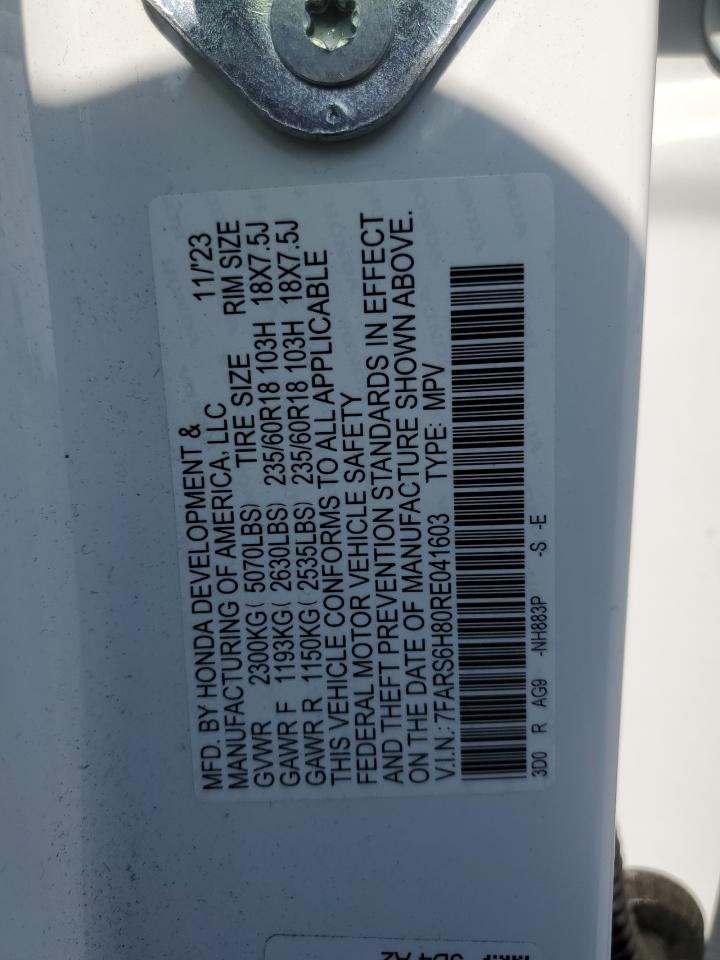 MFD. BY HONDA DEVELOPMENT &
MANUFACTURING OF AMERICA, LLC 11/'23
GVWR 2300KG( 5070LBS) TIRE SIZE RIM SIZE
GAWR F 1193KG( 2630LBS) 235/60R18 103H 18X7.5J
GAWR R 1150KG( 2535LBS) 235/60R18 103H 18X7.5J
THIS VEHICLE CONFORMS TO ALL APPLICABLE
FEDERAL MOTOR VEHICLE SAFETY
AND THEFT PREVENTION STANDARDS IN EFFECT
ON THE DATE OF MANUFACTURE SHOWN ABOVE.
V.I.N.: 7FARS6H80RE041603 TYPE: MPV
3D0 R AG9 -NH883P -S -E